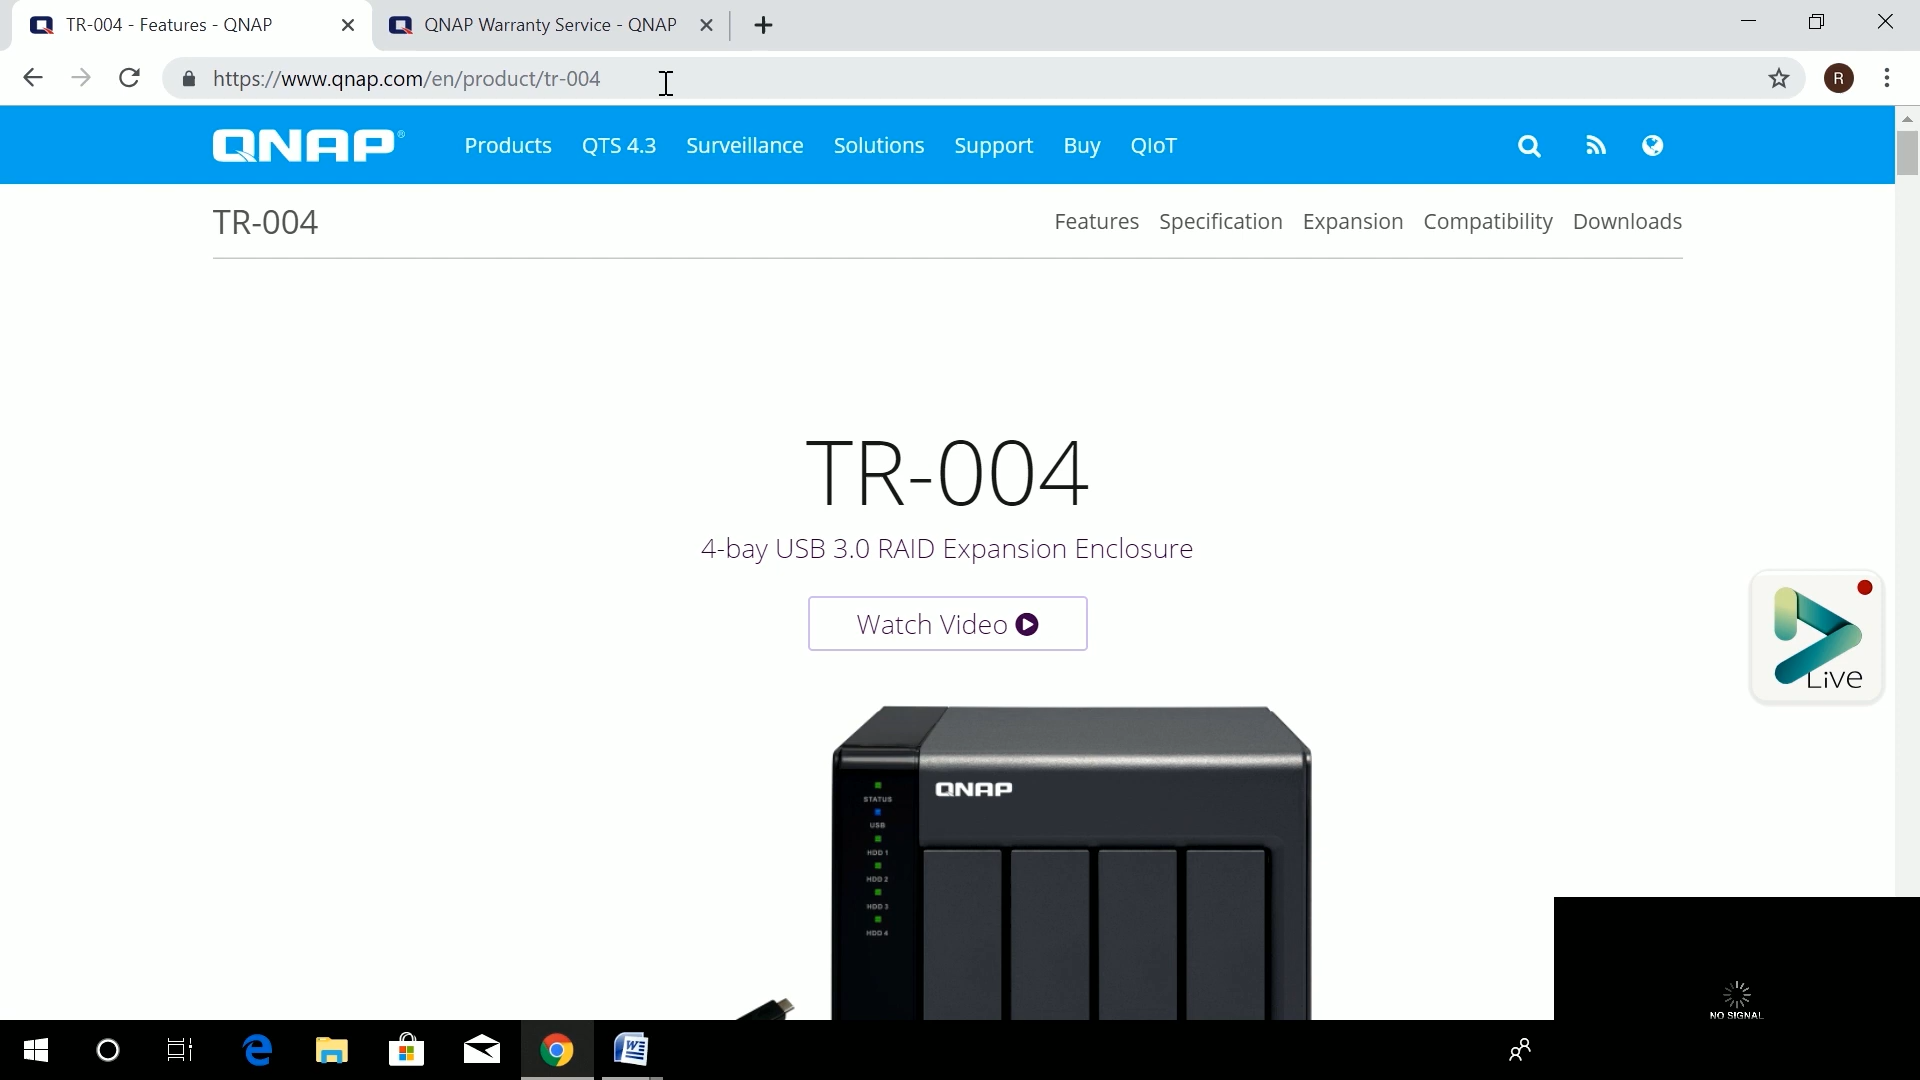 TR-004 - Features - QNAP
QNAP Warranty Service - QNAP
https://www.qnap.com/en/product/tr-004
R
QNAP®
Products QTS 4.3 Surveillance Solutions Support Buy QIoT
TR-004
Features Specification Expansion Compatibility Downloads
TR-004
4-bay USB 3.0 RAID Expansion Enclosure
Watch Video
Live
QNAP
STATUS
USB
HDD 1
HDD 2
HDD 3
HDD 4
NO SIGNAL